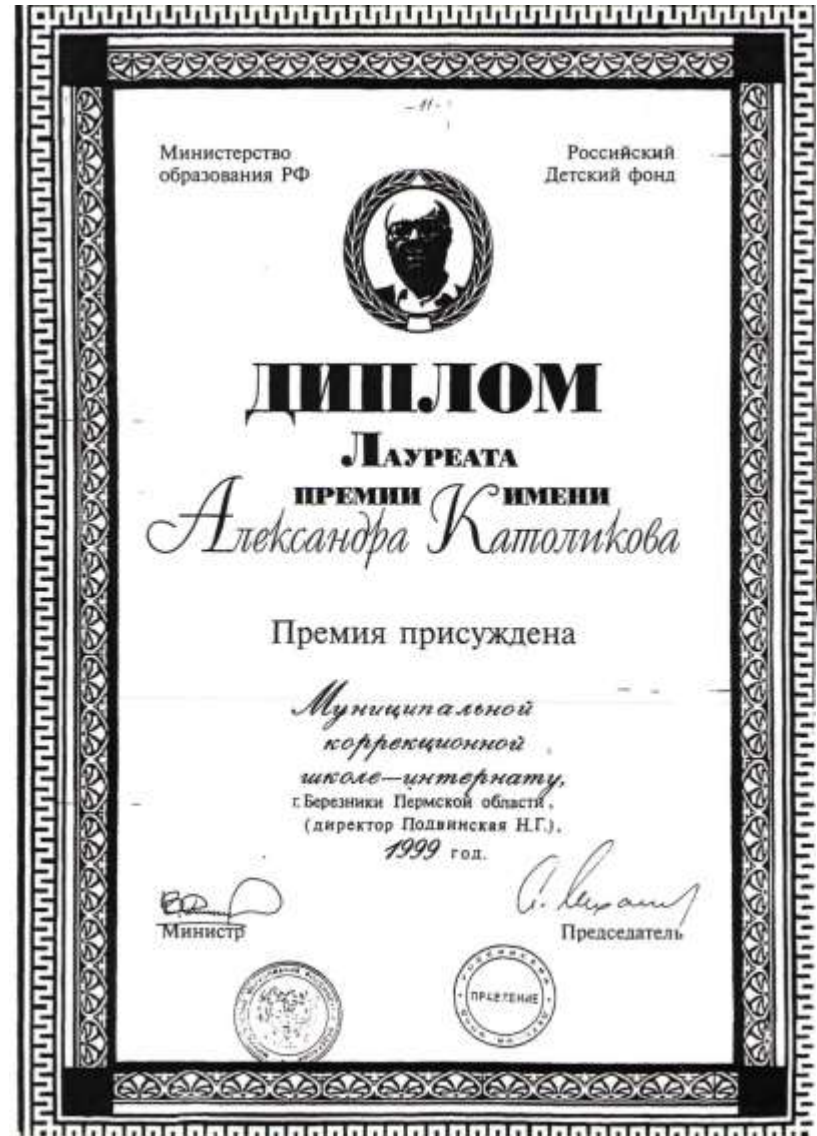 - 11 -
Министерство
образования РФ
Российский
Детский фонд
ДИПЛОМ
ЛАУРЕАТА
ПРЕМИИ ИМЕНИ
Александра Католикова
Премия присуждена
Муниципальной
коррекционной
школе-интернату,
г. Березники Пермской области,
(директор Подвинская Н.Г.),
1999 год.
Министр
Председатель
ПРАВЛЕНИЕ